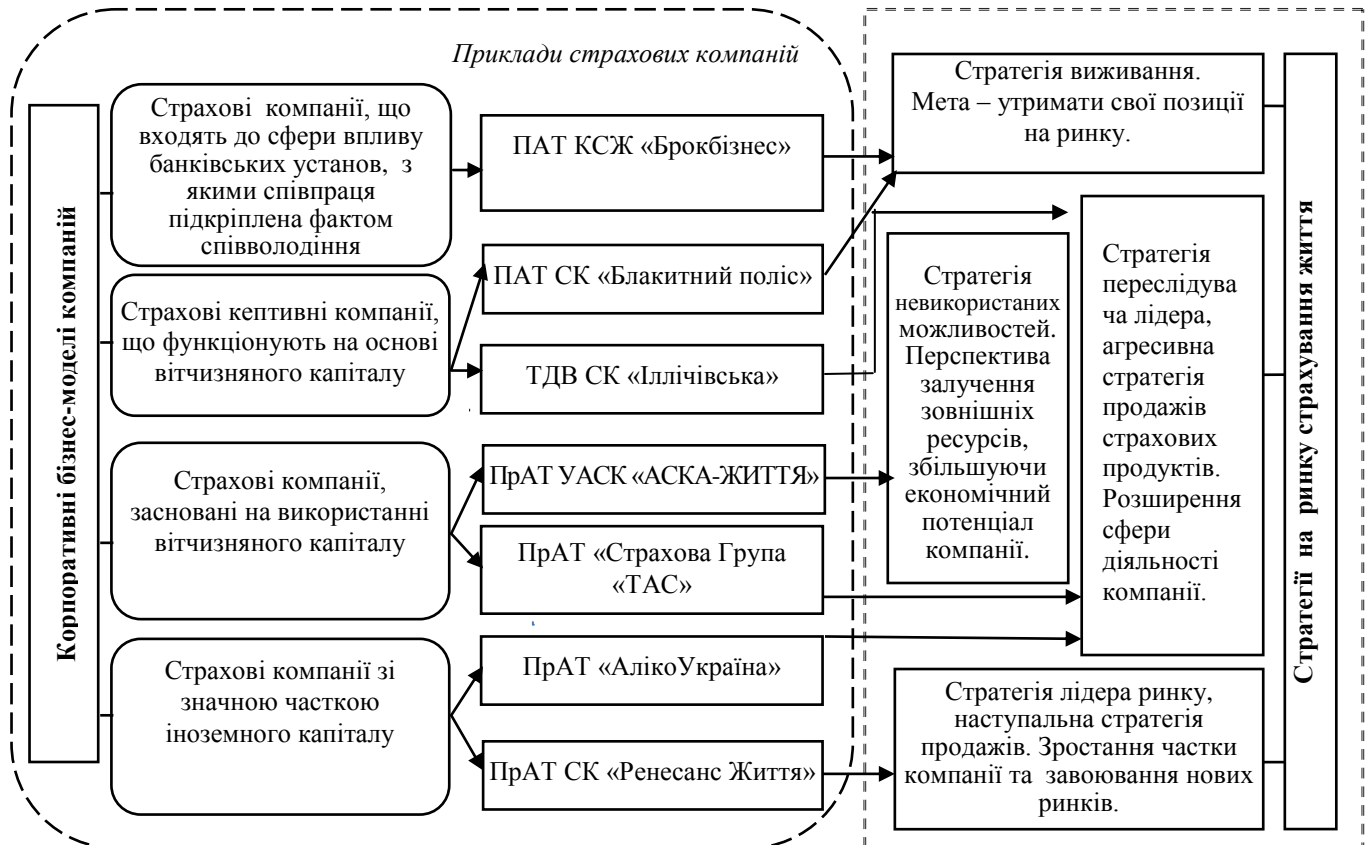 Приклади страхових компаній
Корпоративні бізнес-моделі компаній
Страхові компанії, що
входять до сфери впливу
банківських установ, з
якими співпраця
підкріплена фактом
співволодіння
Страхові кептивні компанії,
що функціонують на основі
вітчизняного капіталу
Страхові компанії,
засновані на використанні
вітчизняного капіталу
Страхові компанії зі
значною часткою
іноземного капіталу
ПАТ КСЖ «Брокбізнес»
ПАТ СК «Блакитний поліс»
ТДВ СК «Іллічівська»
ПрАТ УАСК «АСКА-ЖИТТЯ»
ПрАТ «Страхова Група
«ТАС»
ПрАТ «АлікоУкраїна»
ПрАТ СК «Ренесанс Життя»
Стратегія виживання.
Мета – утримати свої позиції
на ринку.
Стратегія
невикористаних
можливостей.
Перспектива
залучення
зовнішніх
ресурсів,
збільшуючи
економічний
потенціал
компанії.
Стратегія
переслідува
ча лідера,
агресивна
стратегія
продажів
страхових
продуктів.
Розширення
сфери
діяльності
компанії.
Стратегія лідера ринку,
наступальна стратегія
продажів. Зростання частки
компанії та завоювання нових
ринків.
Стратегії на ринку страхування життя